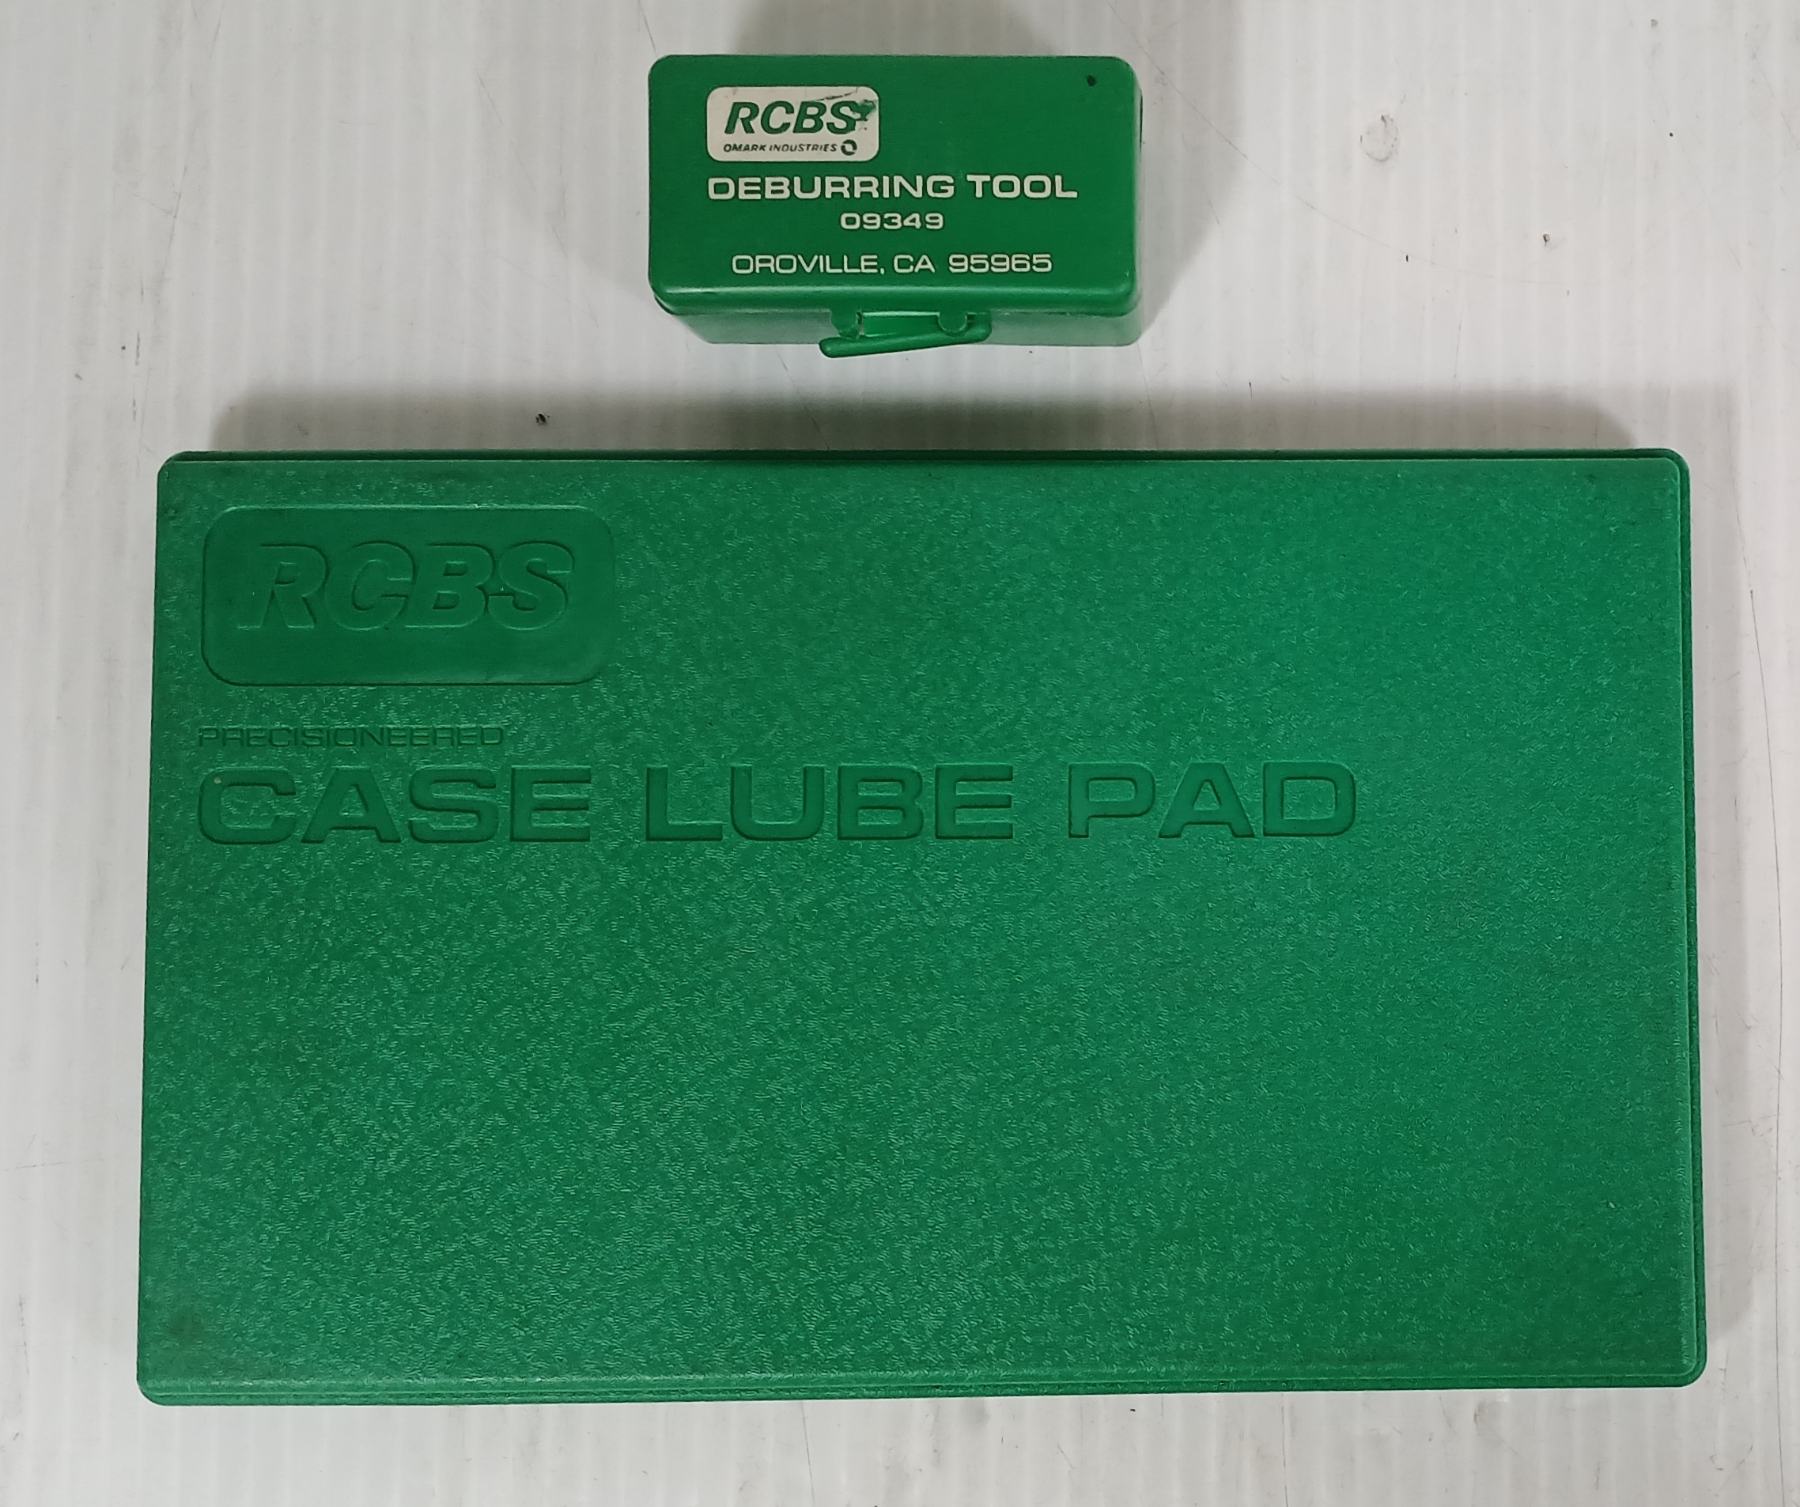 RCBS
OMARK INDUSTRIES
DEBURRING TOOL
09349
OROVILLE, CA 95965
RCBS
PRECISIONEERED
CASE LUBE PAD